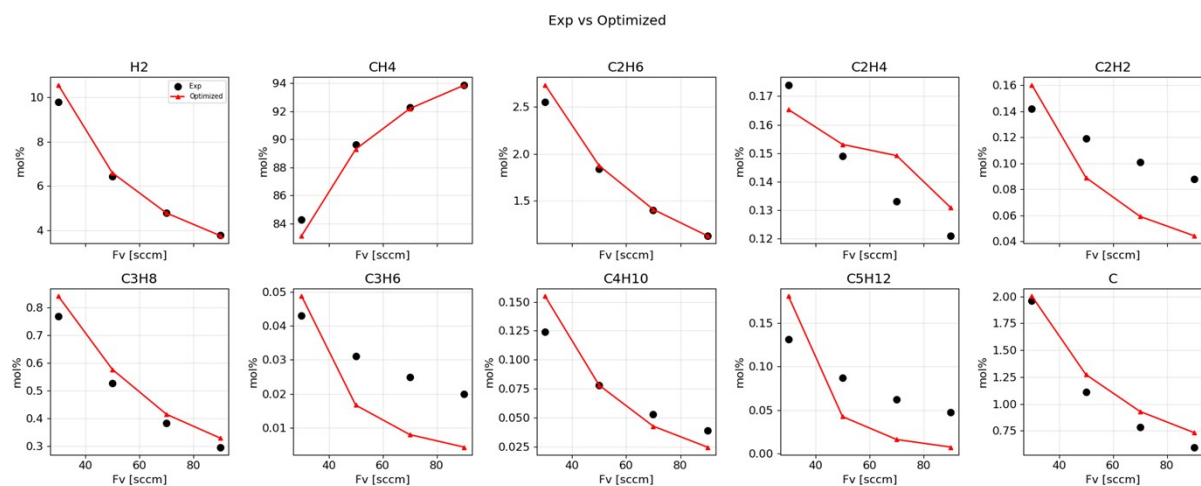 Exp vs Optimized
H2
CH4
C2H6
C2H4
C2H2
Exp
Optimized
mol%
10
8
6
4
Fv [sccm]
mol%
94
92
90
88
86
84
Fv [sccm]
mol%
2.5
2.0
1.5
Fv [sccm]
mol%
0.17
0.16
0.15
0.14
0.13
0.12
Fv [sccm]
mol%
0.16
0.14
0.12
0.10
0.08
0.06
0.04
Fv [sccm]
C3H8
C3H6
C4H10
C5H12
C
mol%
0.8
0.7
0.6
0.5
0.4
0.3
40 60 80
Fv [sccm]
mol%
0.05
0.04
0.03
0.02
0.01
40 60 80
Fv [sccm]
mol%
0.150
0.125
0.100
0.075
0.050
0.025
40 60 80
Fv [sccm]
mol%
0.15
0.10
0.05
0.00
40 60 80
Fv [sccm]
mol%
2.00
1.75
1.50
1.25
1.00
0.75
40 60 80
Fv [sccm]